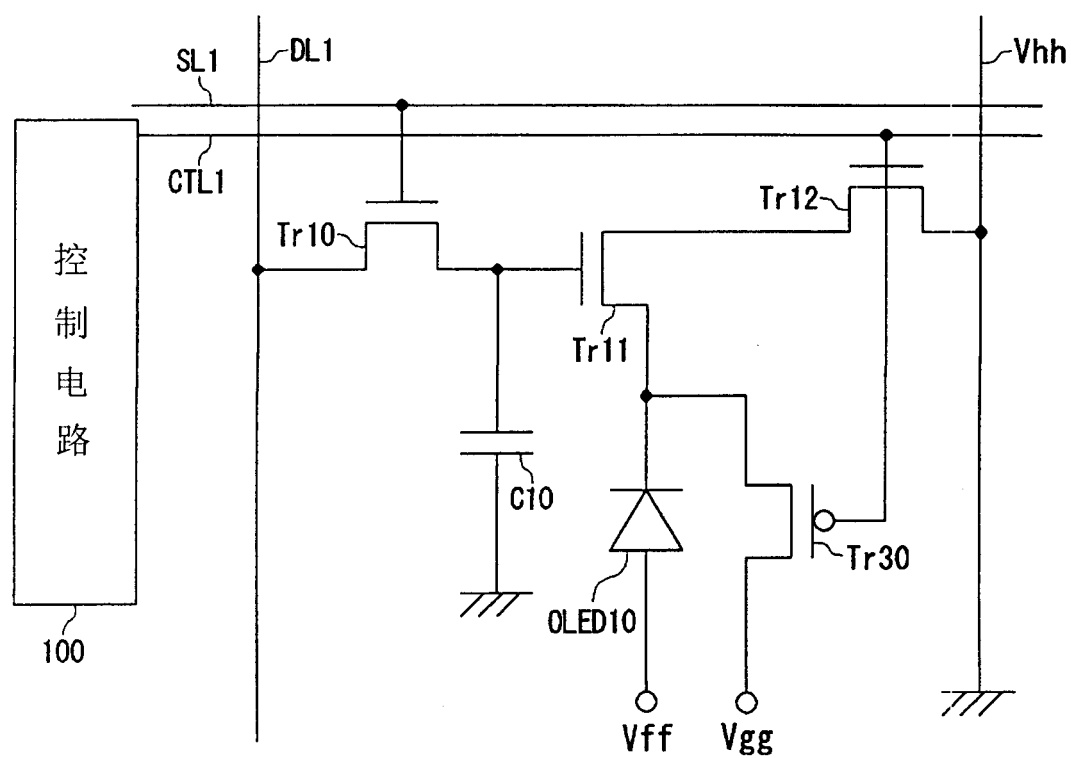 DL1
Vhh
SL1
CTL1
Tr12
Tr10
控制电路
Tr11
C10
Tr30
OLED10
100
Vff
Vgg